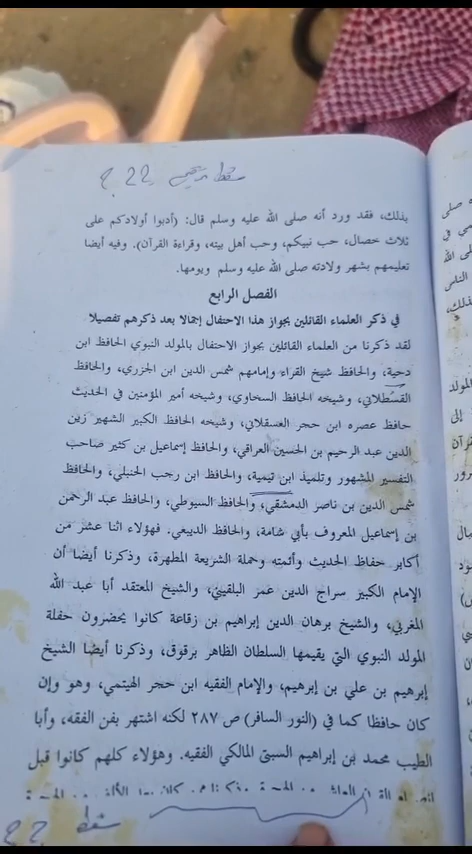 بذلك، فقد ورد أنه صلى الله عليه وسلم قال: (أدبوا أولادكم على
ثلاث خصال، حب نبيكم، وحب أهل بيته، وقراءة القرآن). وفيه أيضا
تعليمهم بشهر ولادته صلى الله عليه وسلم ويومها.
الفصل الرابع
في ذكر العلماء القائلين بجواز هذا الاحتفال إجمالا بعد ذكرهم تفصيلا
لقد ذكرنا من العلماء القائلين بجواز الاحتفال بالمولد النبوي الحافظ ابن
دحية، والحافظ شيخ القراء وإمامهم شمس الدين ابن الجزري، والحافظ
القسطلاني، وشيخه الحافظ السخاوي، وشيخه أمير المؤمنين في الحديث
حافظ عصره ابن حجر العسقلاني، وشيخه الحافظ الكبير الشهير زين
الدين عبد الرحيم بن الحسين العراقي، والحافظ إسماعيل بن كثير صاحب
التفسير المشهور وتلميذ ابن تيمية، والحافظ ابن رجب الحنبلي، والحافظ
شمس الدين بن ناصر الدمشقي، والحافظ السيوطي، والحافظ عبد الرحمن
بن إسماعيل المعروف بأبي شامة، والحافظ الديبعي. فهؤلاء اثنا عشر من
أكابر حفاظ الحديث وأئمته وحملة الشريعة المطهرة، وذكرنا أيضا أن
الإمام الكبير سراج الدين عمر البلقيني، والشيخ المعتقد أبا عبد الله
المغربي، والشيخ برهان الدين إبراهيم بن زقاعة كانوا يحضرون حفلة
المولد النبوي التي يقيمها السلطان الظاهر برقوق، وذكرنا أيضا الشيخ
إبرهيم بن علي بن إبرهيم، والإمام الفقيه ابن حجر الهيتمي، وهو وإن
كان حافظا كما في (النور السافر) ص ٢٨٧ لكنه اشتهر بفن الفقه، وأبا
الطيب محمد بن إبراهيم السبتي المالكي الفقيه. وهؤلاء كلهم كانوا قبل